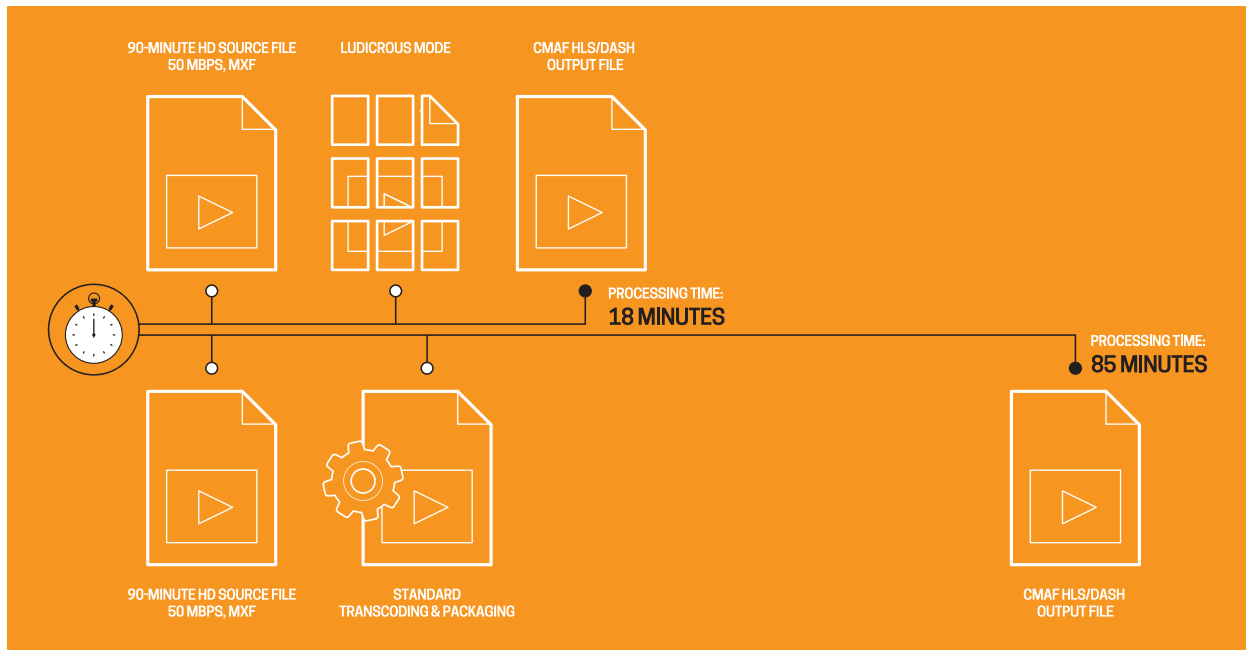 90-MINUTE HD SOURCE FILE
50 MBPS, MXF
LUDICROUS MODE
CMAF HLS/DASH
OUTPUT FILE
PROCESSING TIME:
18 MINUTES
PROCESSING TIME:
85 MINUTES
90-MINUTE HD SOURCE FILE
50 MBPS, MXF
STANDARD
TRANSCODING & PACKAGING
CMAF HLS/DASH
OUTPUT FILE